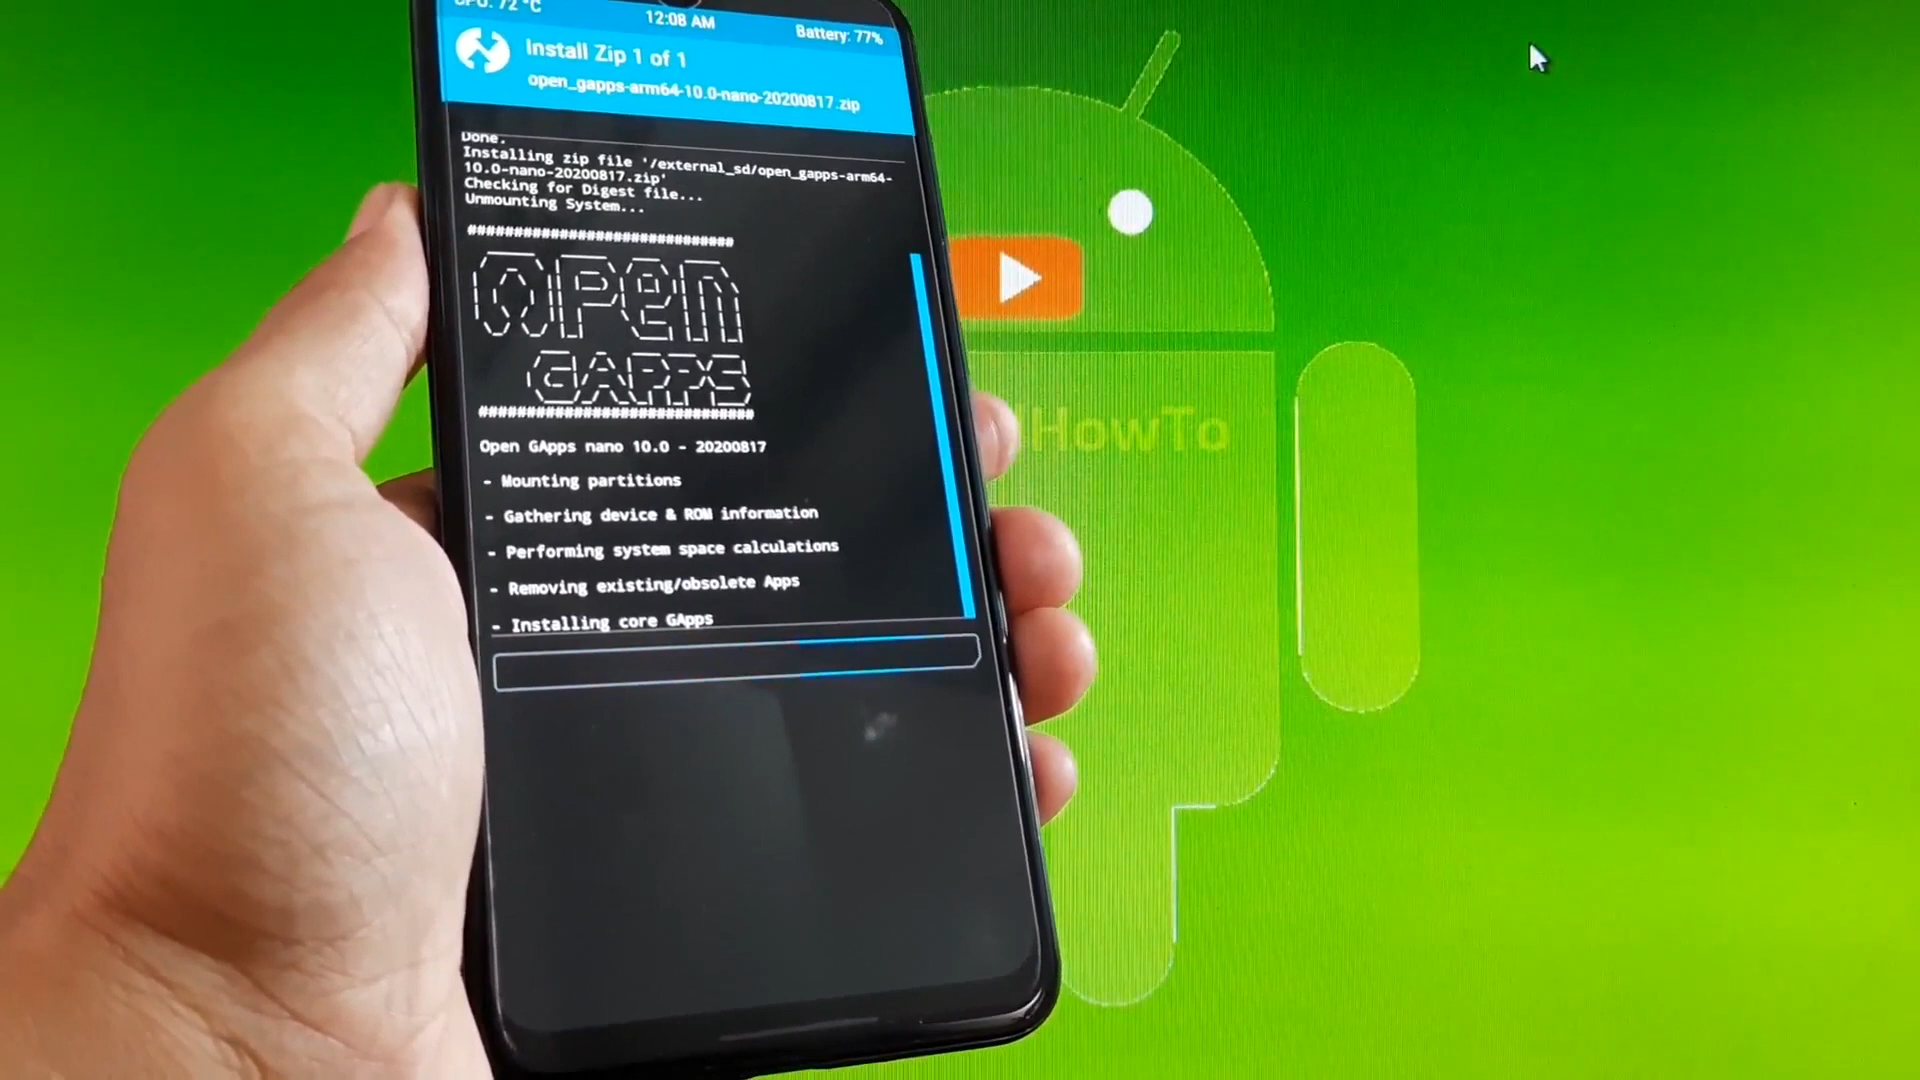 CPU: 72 °C
12:08 AM
Battery: 77%
Install Zip 1 of 1
open_gapps-arm64-10.0-nano-20200817.zip
Done.
Installing zip file '/external_sd/open_gapps-arm64-
10.0-nano-20200817.zip'
Checking for Digest file...
Unmounting System...
##############################
OPEN
GAPPS
##############################
Open GApps nano 10.0 - 20200817
- Mounting partitions
- Gathering device & ROM information
- Performing system space calculations
- Removing existing/obsolete Apps
- Installing core GApps
HowTo